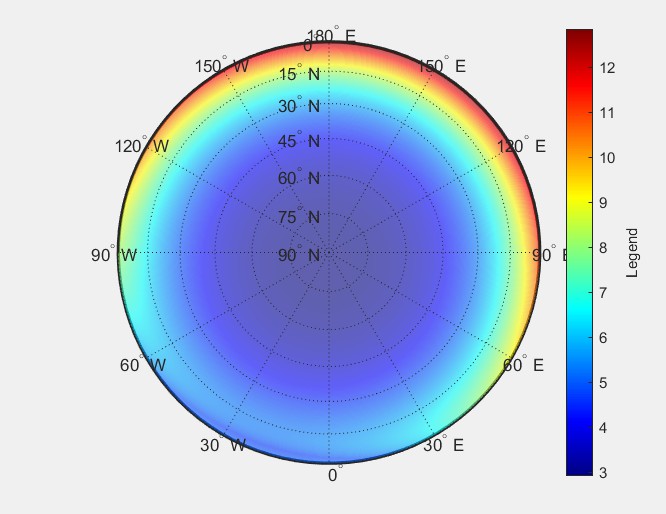 180° E
0°
150° W
150° E
15° N
30° N
120° W
120° E
45° N
60° N
75° N
90° W
90° N
90° E
60° W
60° E
30° W
30° E
0°
12
11
10
9
8
7
6
5
4
3
Legend